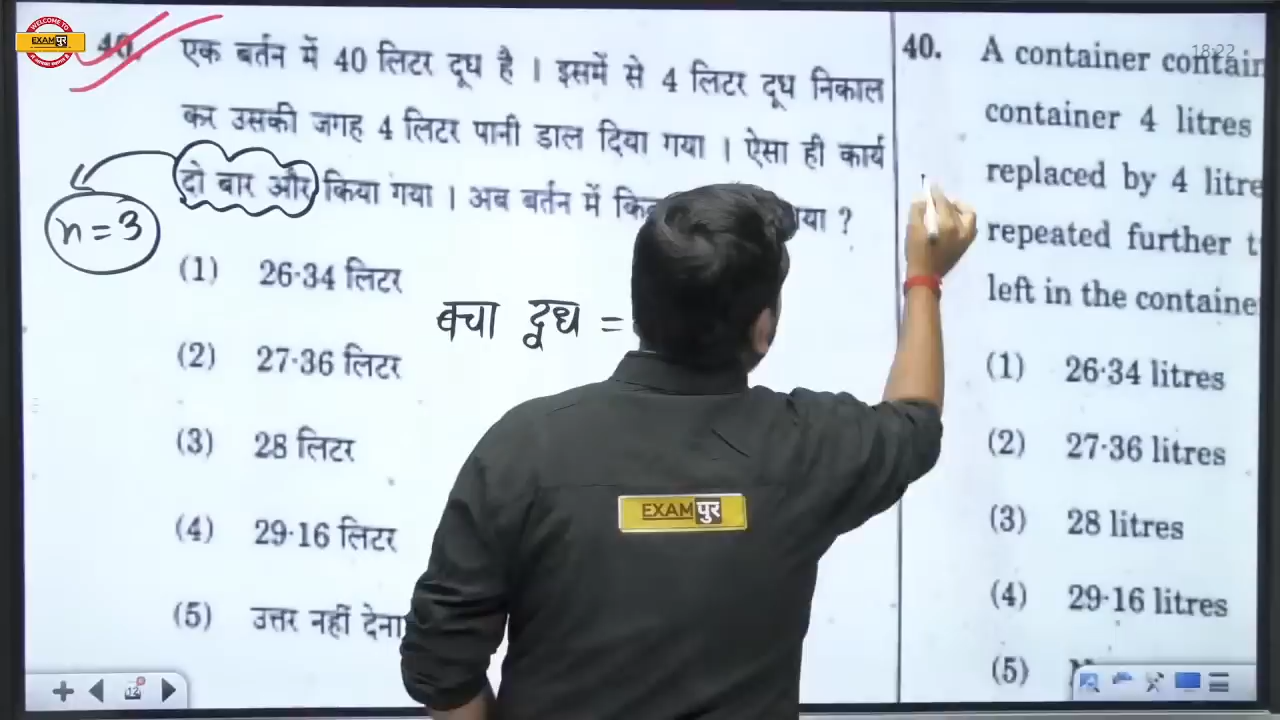 WELCOME TO
EXAMपुर
40.
एक बर्तन में 40 लिटर दूध है । इसमें से 4 लिटर दूध निकाल
कर उसकी जगह 4 लिटर पानी डाल दिया गया । ऐसा ही कार्य
दो बार और किया गया । अब बर्तन में
n = 3
(1) 26·34 लिटर
(2) 27·36 लिटर
(3) 28 लिटर
(4) 29·16 लिटर
(5) उत्तर नहीं देना
बचा दूध =
EXAMपुर
18:22
40. A container contain
container 4 litres
replaced by 4 litre
repeated further t
left in the containe
(1) 26·34 litres
(2) 27·36 litres
(3) 28 litres
(4) 29·16 litres
(5)
12